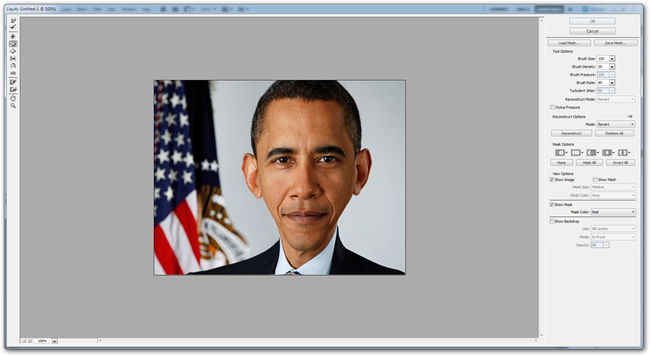 Liquify (Untitled-1 @ 100%)
OK
Cancel
Load Mesh...
Save Mesh...
Tool Options
Brush Size: 100
Brush Density: 50
Brush Pressure: 100
Brush Rate: 80
Turbulent Jitter:
Reconstruct Mode: Revert
Stylus Pressure
Reconstruct Options
Mode: Revert
Reconstruct
Restore All
Mask Options
None
Mask All
Invert All
View Options
Show Image
Show Mesh
Mesh Size: Medium
Mesh Color: Gray
Show Mask
Mask Color: Red
Show Backdrop
Use: All Layers
Mode: In Front
Opacity: 50
100%